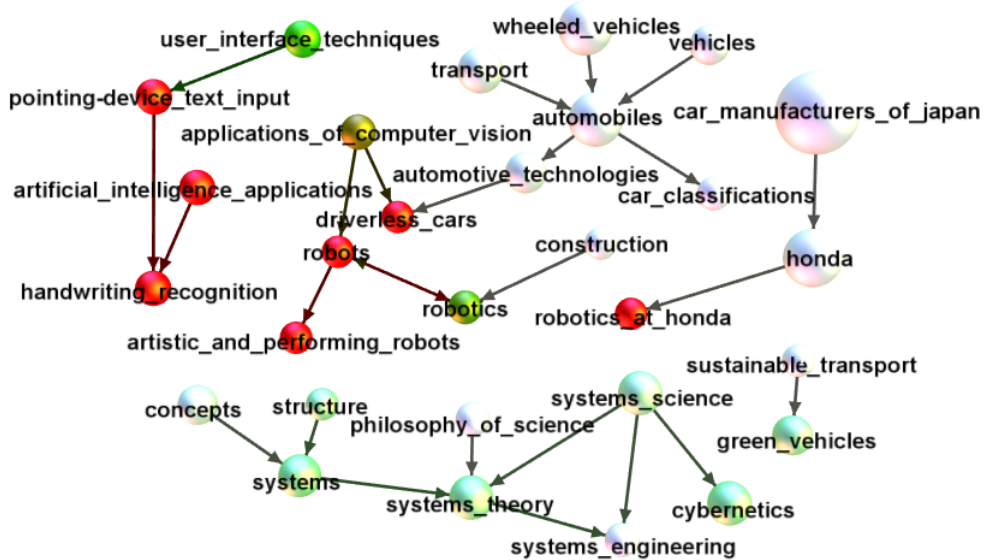 wheeled_vehicles
user_interface_techniques
vehicles
transport
pointing-device_text_input
car_manufacturers_of_japan
automobiles
applications_of_computer_vision
artificial_intelligence_applications
automotive_technologies
car_classifications
driverless_cars
construction
robots
honda
handwriting_recognition
robotics
robotics_at_honda
artistic_and_performing_robots
sustainable_transport
systems_science
concepts
structure
philosophy_of_science
green_vehicles
systems
systems_theory
cybernetics
systems_engineering